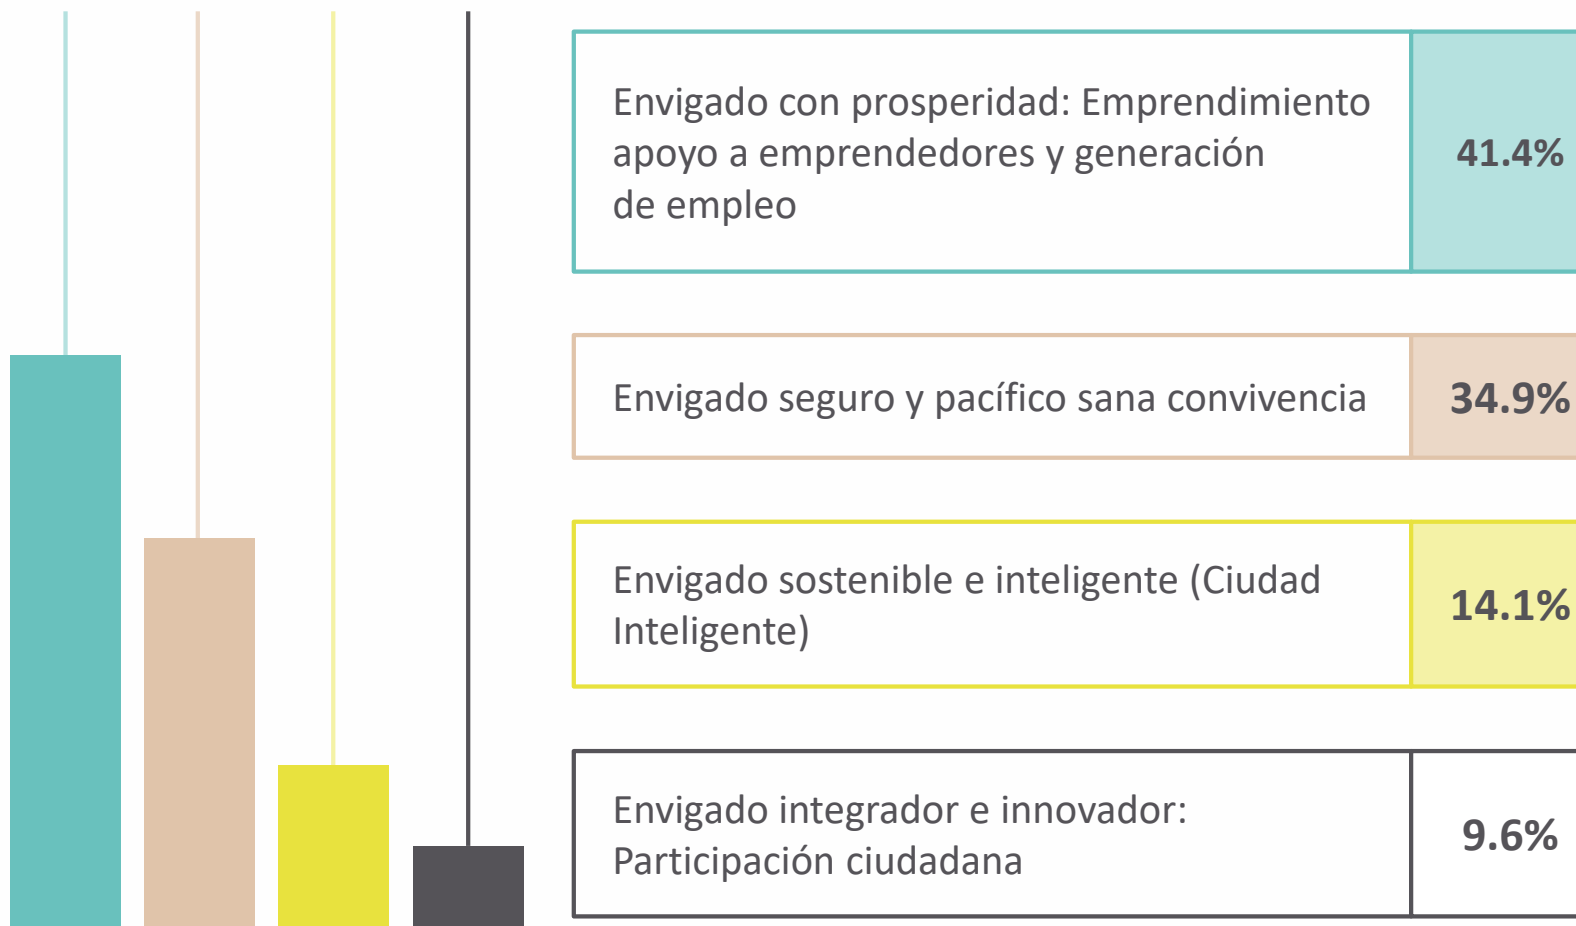 Envigado con prosperidad: Emprendimiento
apoyo a emprendedores y generación
de empleo
41.4%
Envigado seguro y pacífico sana convivencia
34.9%
Envigado sostenible e inteligente (Ciudad
Inteligente)
14.1%
Envigado integrador e innovador:
Participación ciudadana
9.6%